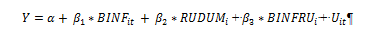 Y = α + β₁ * BINFᵢₜ + β₂ * RUDUMᵢ + β₃ * BINFRUᵢ + Uᵢₜ¶